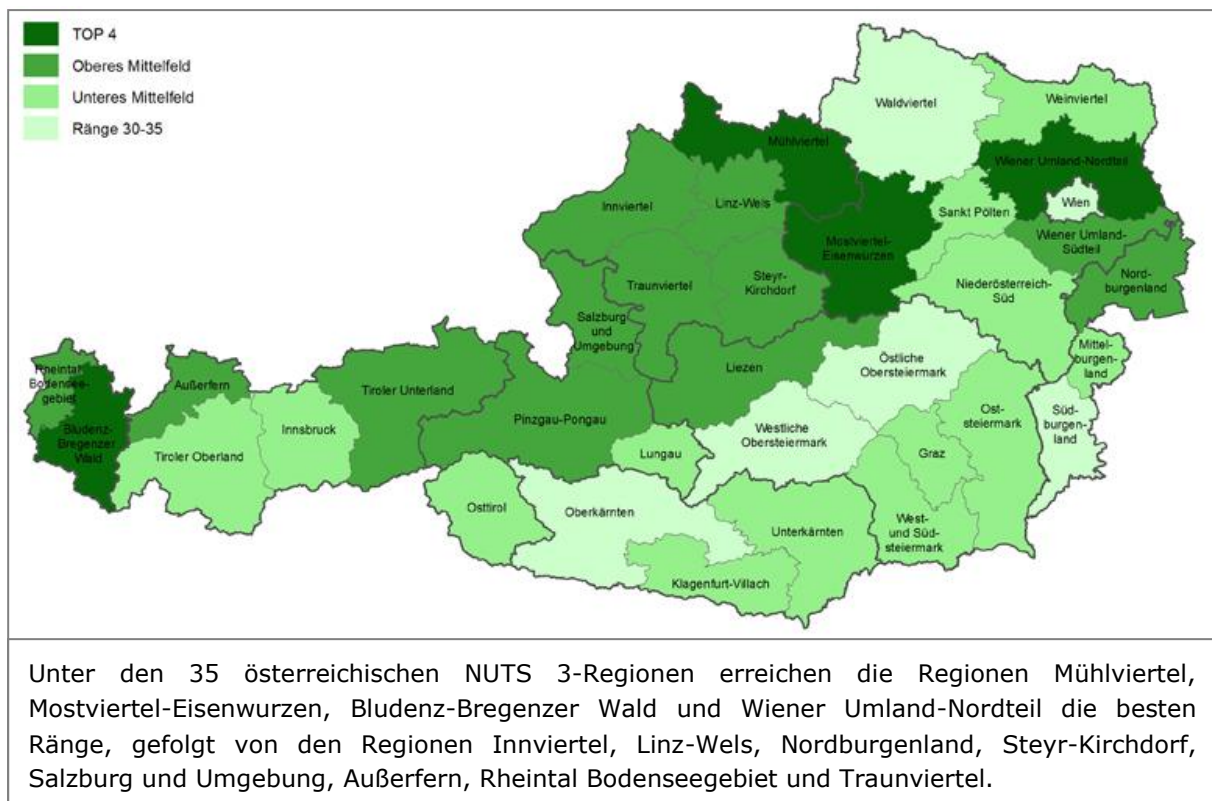 TOP 4
Oberes Mittelfeld
Unteres Mittelfeld
Ränge 30-35
Waldviertel
Weinviertel
Mühlviertel
Wiener Umland-Nordteil
Innviertel
Linz-Wels
Sankt Pölten
Wien
Mostviertel-
Eisenwurzen
Wiener Umland-
Südteil
Traunviertel
Steyr-
Kirchdorf
Niederösterreich-
Süd
Nord-
burgenland
Salzburg
und
Umgebung
Rheintal
Bodensee-
gebiet
Außerfern
Tiroler Unterland
Liezen
Östliche
Obersteiermark
Mittel-
burgenland
Bludenz-
Bregenzer
Wald
Tiroler Oberland
Innsbruck
Pinzgau-Pongau
Lungau
Westliche
Obersteiermark
Graz
Ost-
steiermark
Süd-
burgen-
land
Osttirol
Oberkärnten
Unterkärnten
West-
und Süd-
steiermark
Klagenfurt-Villach
Unter den 35 österreichischen NUTS 3-Regionen erreichen die Regionen Mühlviertel,
Mostviertel-Eisenwurzen, Bludenz-Bregenzer Wald und Wiener Umland-Nordteil die besten
Ränge, gefolgt von den Regionen Innviertel, Linz-Wels, Nordburgenland, Steyr-Kirchdorf,
Salzburg und Umgebung, Außerfern, Rheintal Bodenseegebiet und Traunviertel.